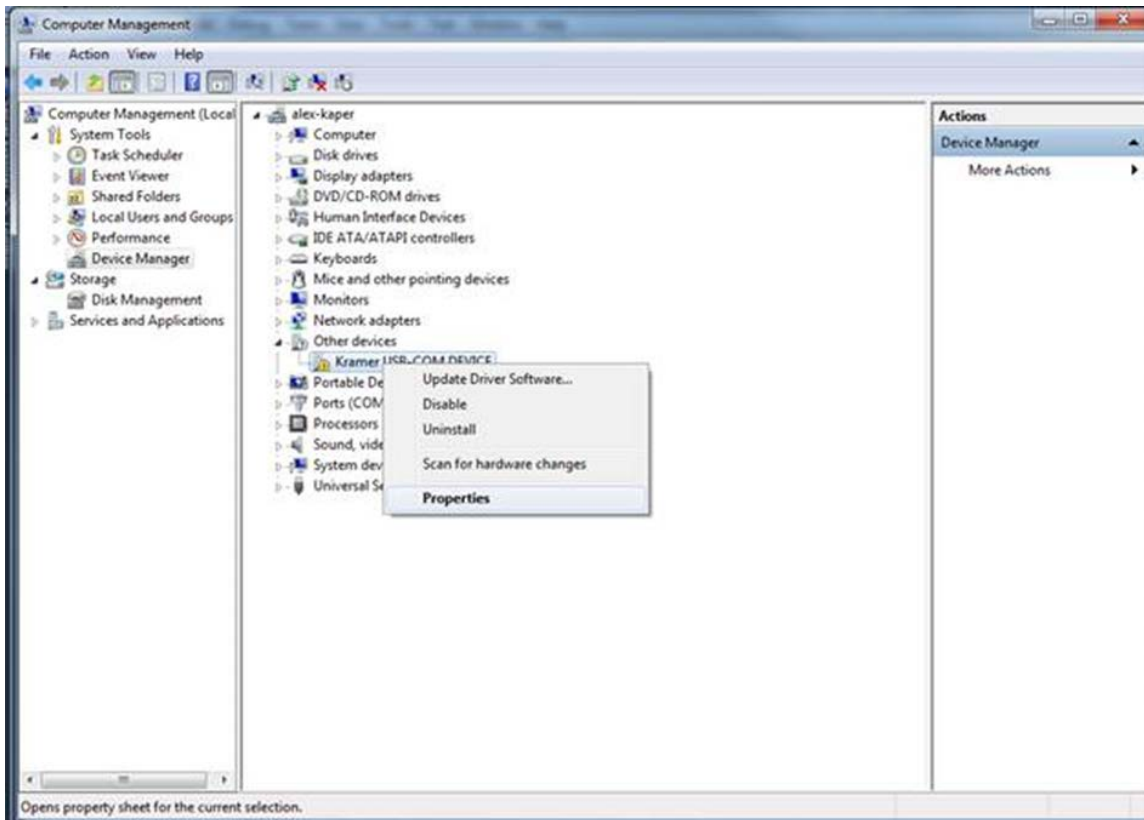 Computer Management
File Action View Help
Computer Management (Local
System Tools
Task Scheduler
Event Viewer
Shared Folders
Local Users and Groups
Performance
Device Manager
Storage
Disk Management
Services and Applications
alex-kaper
Computer
Disk drives
Display adapters
DVD/CD-ROM drives
Human Interface Devices
IDE ATA/ATAPI controllers
Keyboards
Mice and other pointing devices
Monitors
Network adapters
Other devices
Kramer USB-COM DEVICE
Portable De
Ports (COM
Processors
Sound, vide
System dev
Universal Se
Update Driver Software...
Disable
Uninstall
Scan for hardware changes
Properties
Actions
Device Manager
More Actions
Opens property sheet for the current selection.